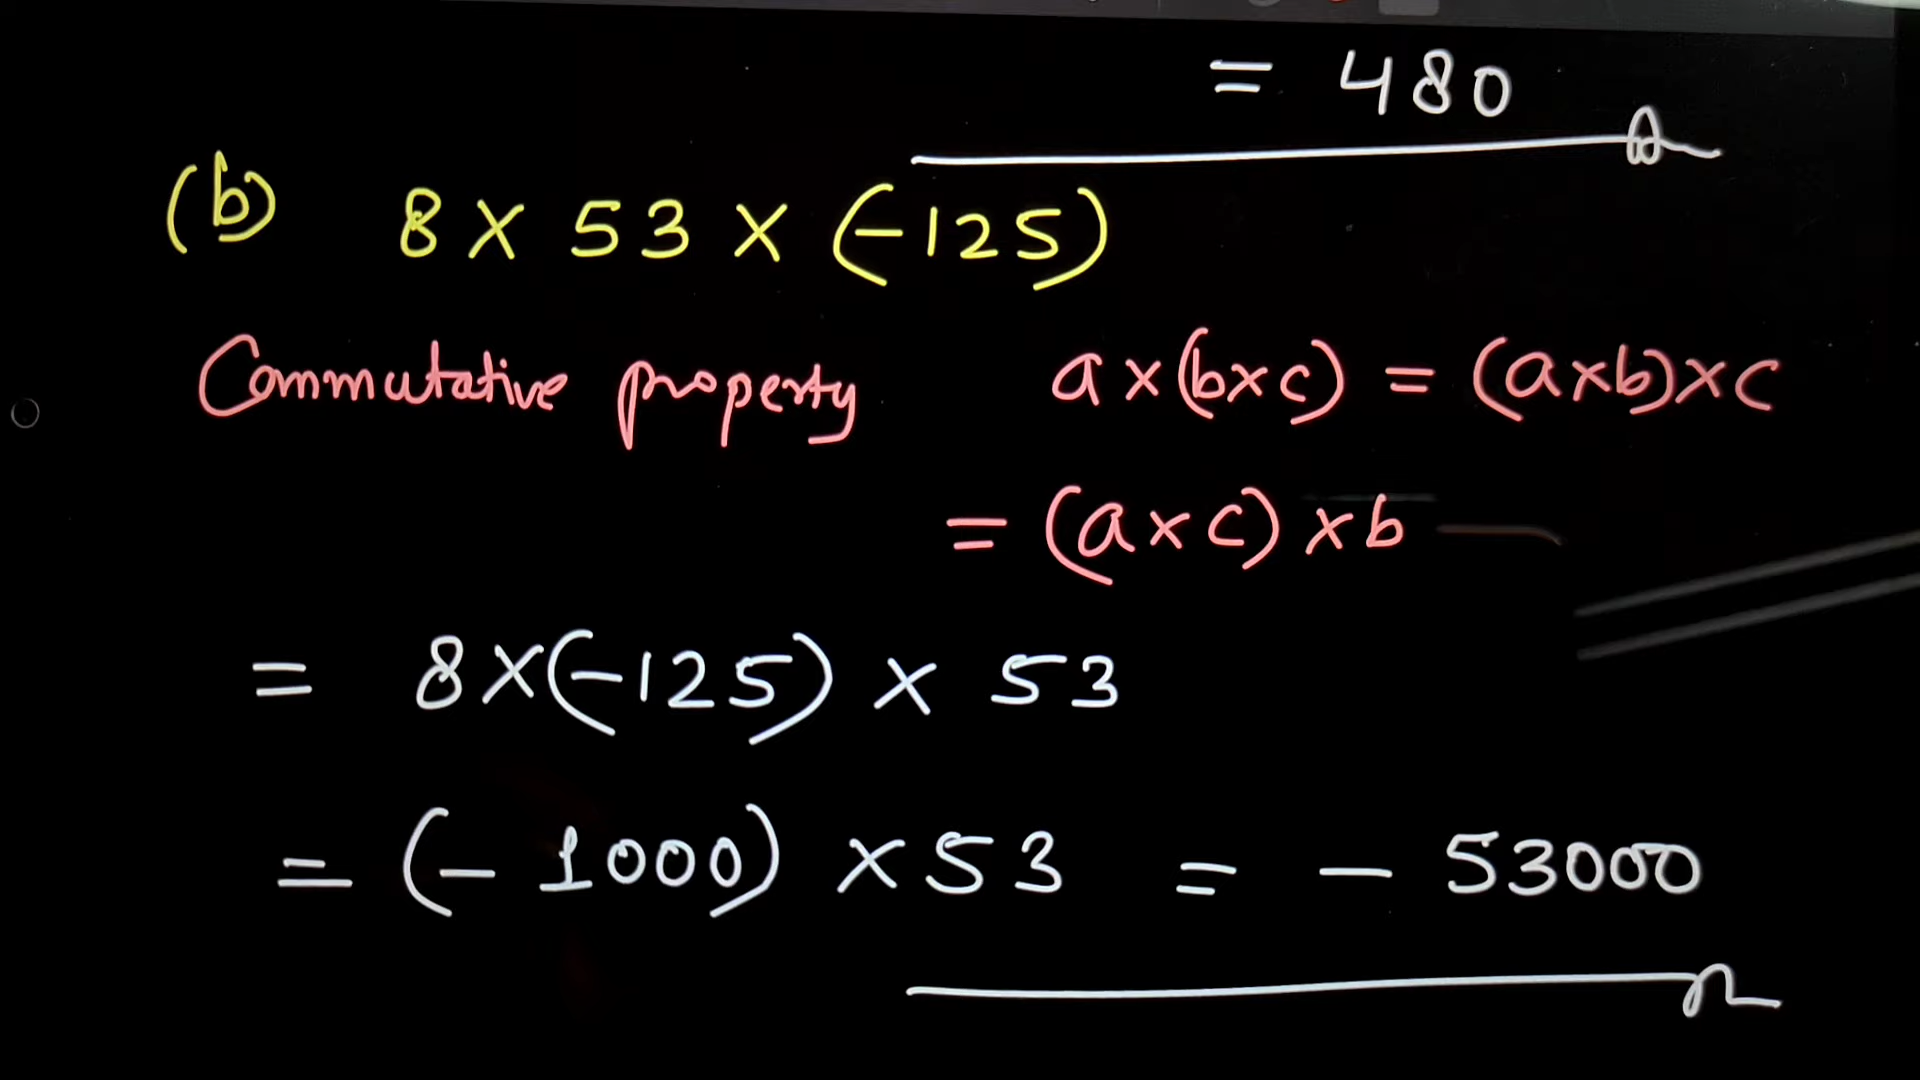 = 480
(b) 8 × 53 × (-125)
Commutative property a×(b×c) = (a×b)×c
= (a×c)×b
= 8×(-125) × 53
= (-1000) ×53 = - 53000